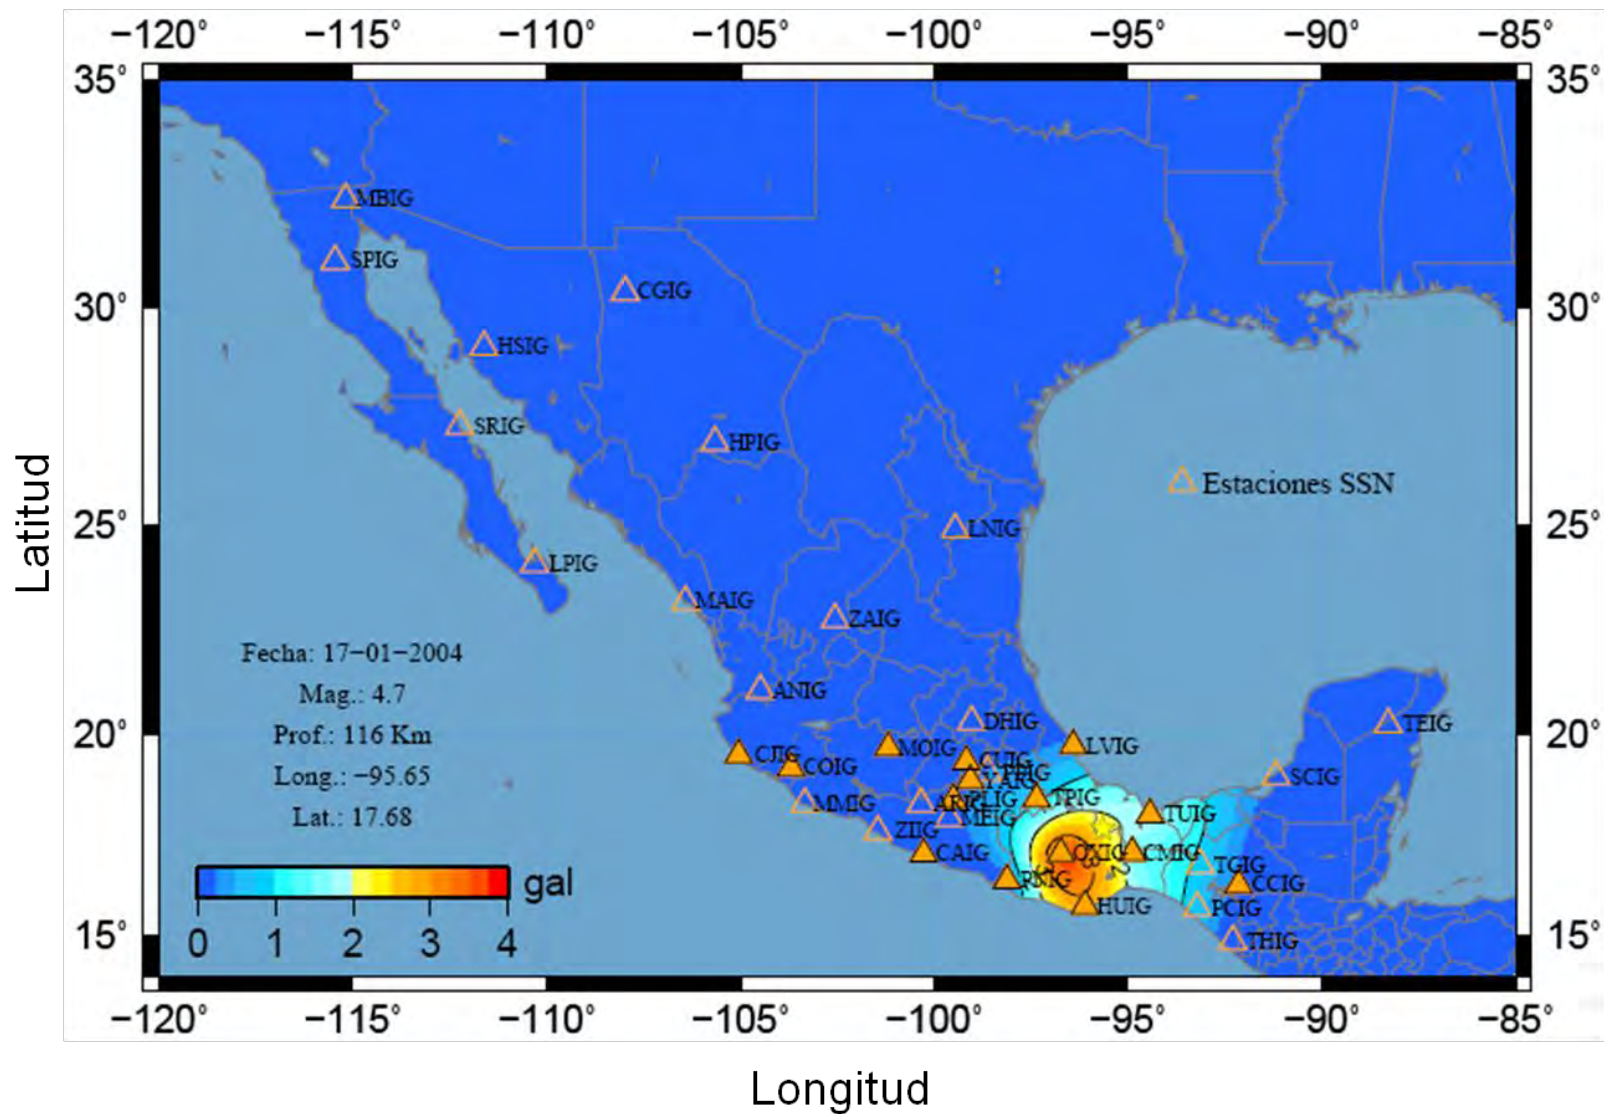 −120° −115° −110° −105° −100° −95° −90° −85°
35° 35°
MBIG
SPIG
CGIG
30° 30°
HSIG
SRIG
HPIG
Estaciones SSN
25° 25°
LNIG
LPIG
MAIG
ZAIG
Fecha: 17−01−2004
Mag.: 4.7
Prof.: 116 Km
Long.: −95.65
Lat.: 17.68
ANIG
DHIG
TEIG
20° 20°
MOIG
LVIG
CJIG
CUIG
COIG
YAIG
SCIG
MMIG
PLIG
TPIG
MEIG
TUIG
ZIIG
CAIG
OXIG
CMIG
2
TGIG
PNIG
CCIG
HUIG
PCIG
THIG
gal
0 1 2 3 4
15° 15°
−120° −115° −110° −105° −100° −95° −90° −85°
Latitud
Longitud